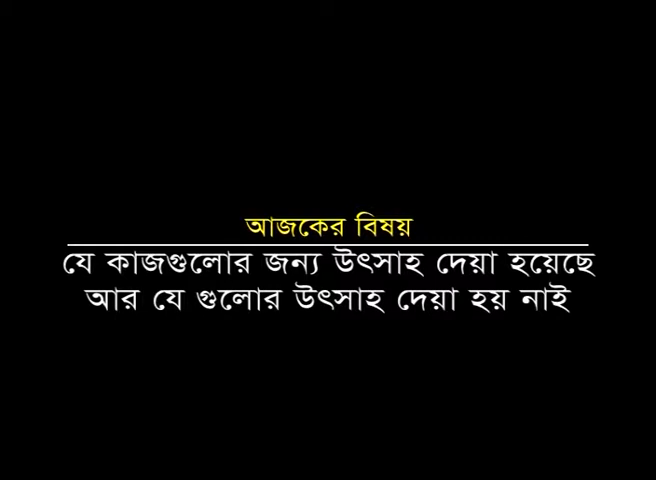 আজকের বিষয়
যে কাজগুলোর জন্য উৎসাহ দেয়া হয়েছে
আর যে গুলোর উৎসাহ দেয়া হয় নাই